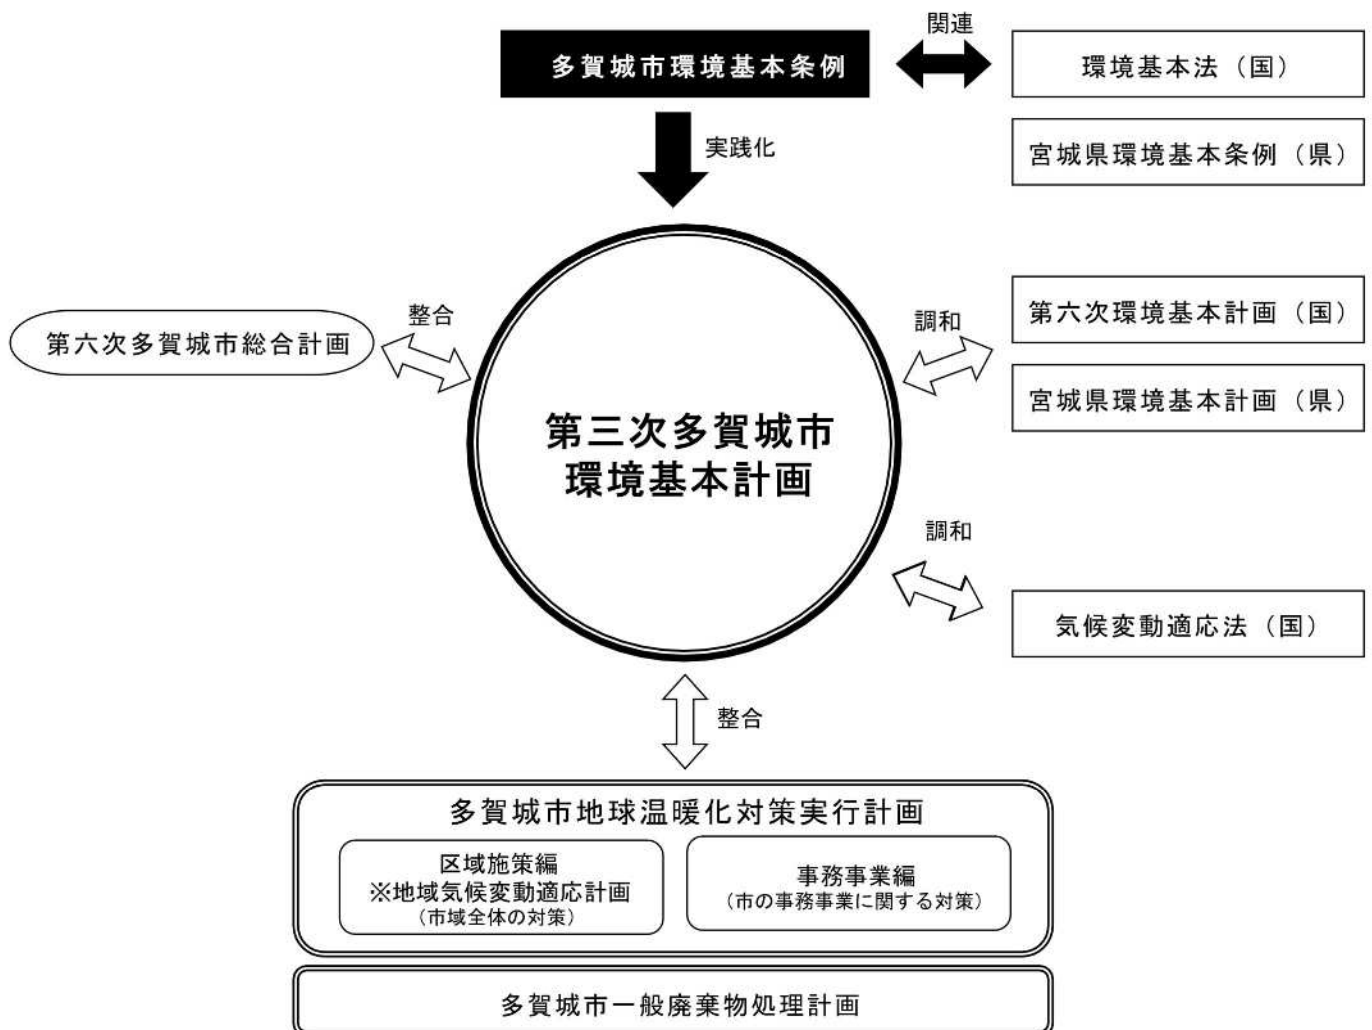 関連
多賀城市環境基本条例
環境基本法（国）
実践化
宮城県環境基本条例（県）
整合
調和
第六次環境基本計画（国）
第六次多賀城市総合計画
宮城県環境基本計画（県）
第三次多賀城市
環境基本計画
調和
気候変動適応法（国）
整合
多賀城市地球温暖化対策実行計画
区域施策編
※地域気候変動適応計画
（市域全体の対策）
事務事業編
（市の事務事業に関する対策）
多賀城市一般廃棄物処理計画